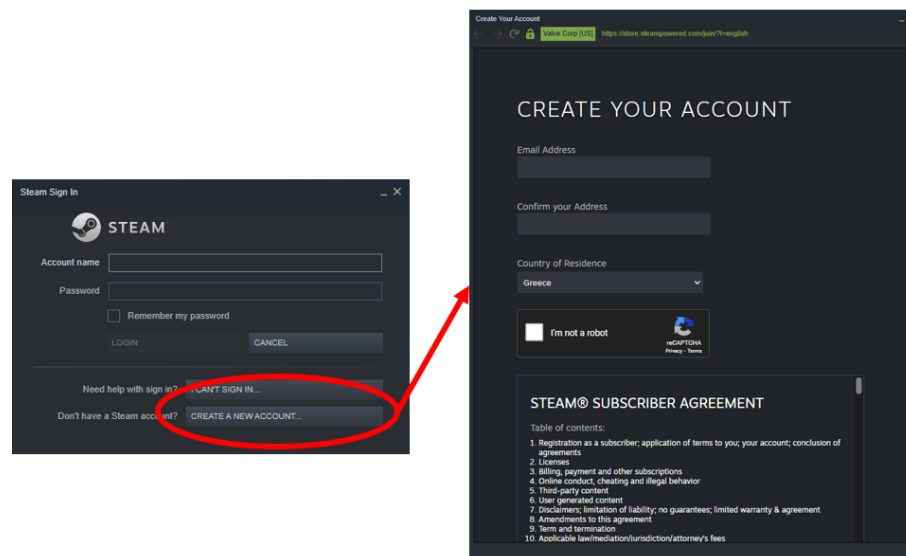 Steam Sign In
STEAM
Account name
Password
Remember my password
LOGIN
CANCEL
Need help with sign in?
I CAN'T SIGN IN...
Don't have a Steam account?
CREATE A NEW ACCOUNT...
Create Your Account
Valve Corp [US]
https://store.steampowered.com/join/?l=english
CREATE YOUR ACCOUNT
Email Address
Confirm your Address
Country of Residence
Greece
I'm not a robot
reCAPTCHA
Privacy - Terms
STEAM® SUBSCRIBER AGREEMENT
Table of contents:
1. Registration as a subscriber; application of terms to you; your account; conclusion of
agreements
2. Licenses
3. Billing, payment and other subscriptions
4. Online conduct, cheating and illegal behavior
5. Third-party content
6. User generated content
7. Disclaimers; limitation of liability; no guarantees; limited warranty & agreement
8. Amendments to this agreement
9. Term and termination
10. Applicable law/mediation/jurisdiction/attorney's fees